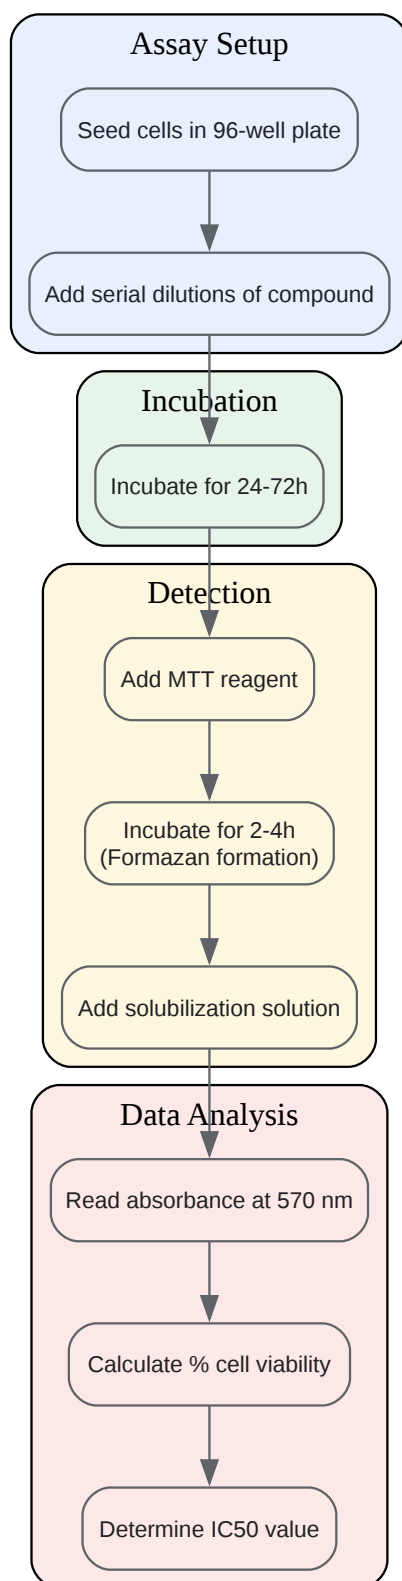 Assay Setup
Seed cells in 96-well plate
Add serial dilutions of compound
Incubation
Incubate for 24-72h
Detection
Add MTT reagent
Incubate for 2-4h
(Formazan formation)
Add solubilization solution
Data Analysis
Read absorbance at 570 nm
Calculate % cell viability
Determine IC50 value